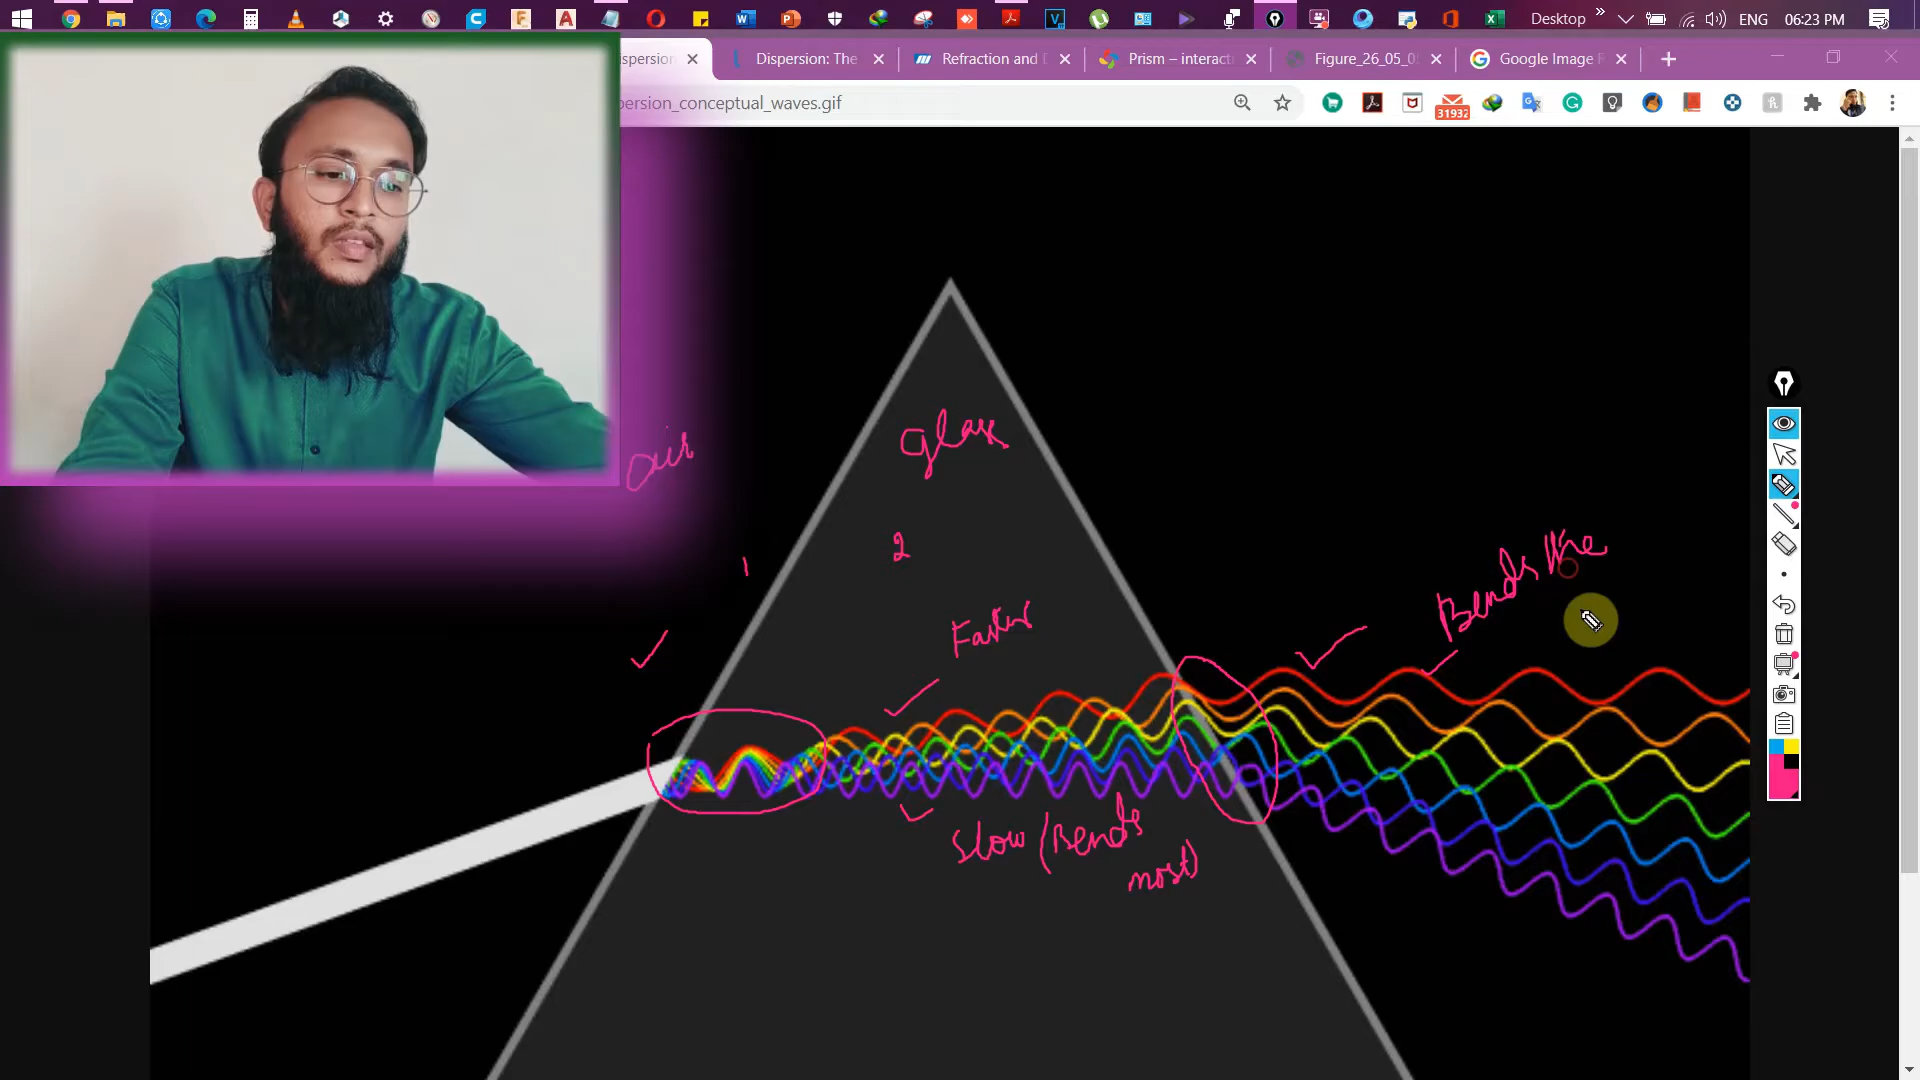 Desktop
ENG
06:23 PM
spersion
Dispersion: The
Refraction and D
Prism – interact
Figure_26_05_0
Google Image R
persion_conceptual_waves.gif
31932
air
glass
1
2
Faster
Bends
Slow (Bends
most)